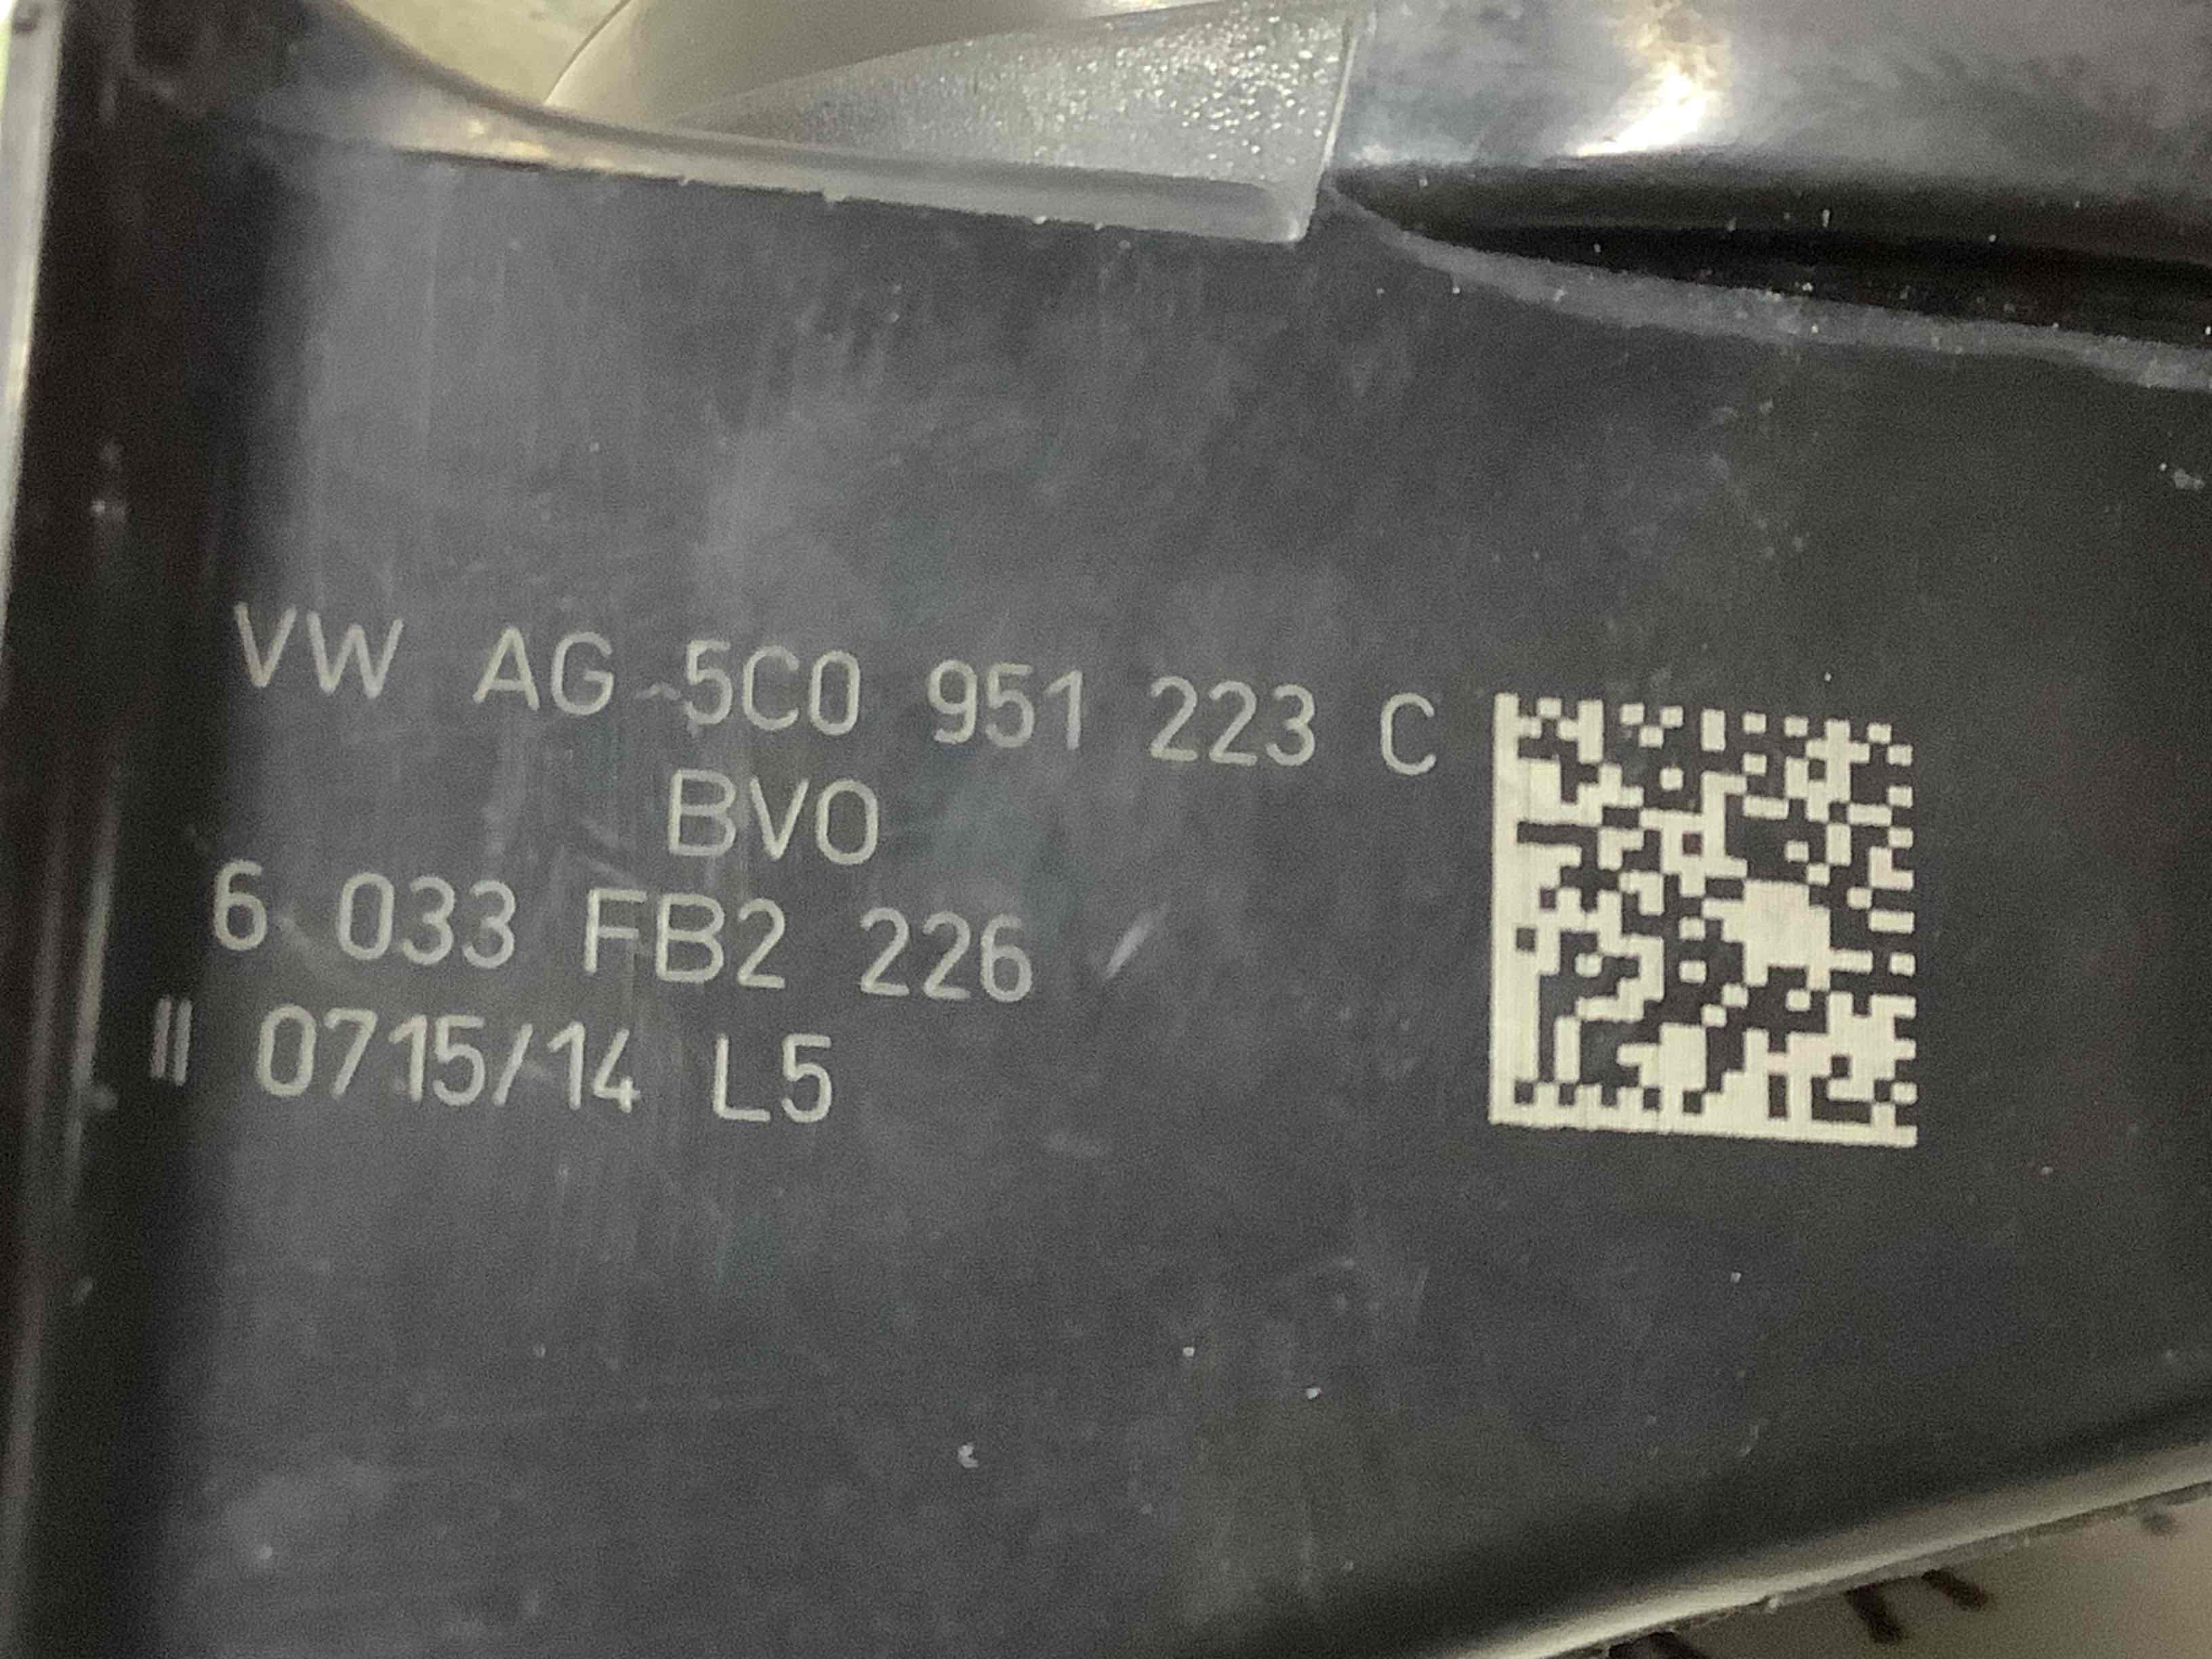 VW AG 5C0 951 223 C
BVO
6 033 FB2 226
II 0715/14 L5